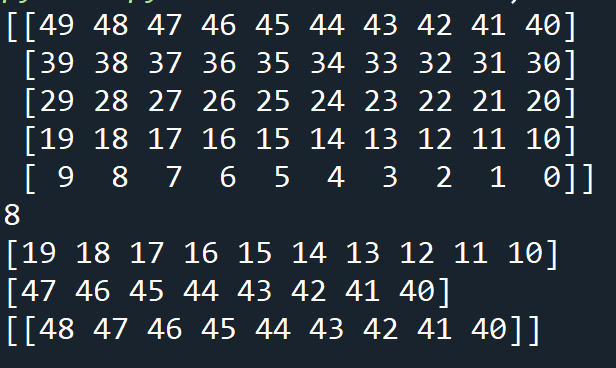 [[49 48 47 46 45 44 43 42 41 40]
 [39 38 37 36 35 34 33 32 31 30]
 [29 28 27 26 25 24 23 22 21 20]
 [19 18 17 16 15 14 13 12 11 10]
 [ 9  8  7  6  5  4  3  2  1  0]]
8
[19 18 17 16 15 14 13 12 11 10]
[47 46 45 44 43 42 41 40]
[[48 47 46 45 44 43 42 41 40]]